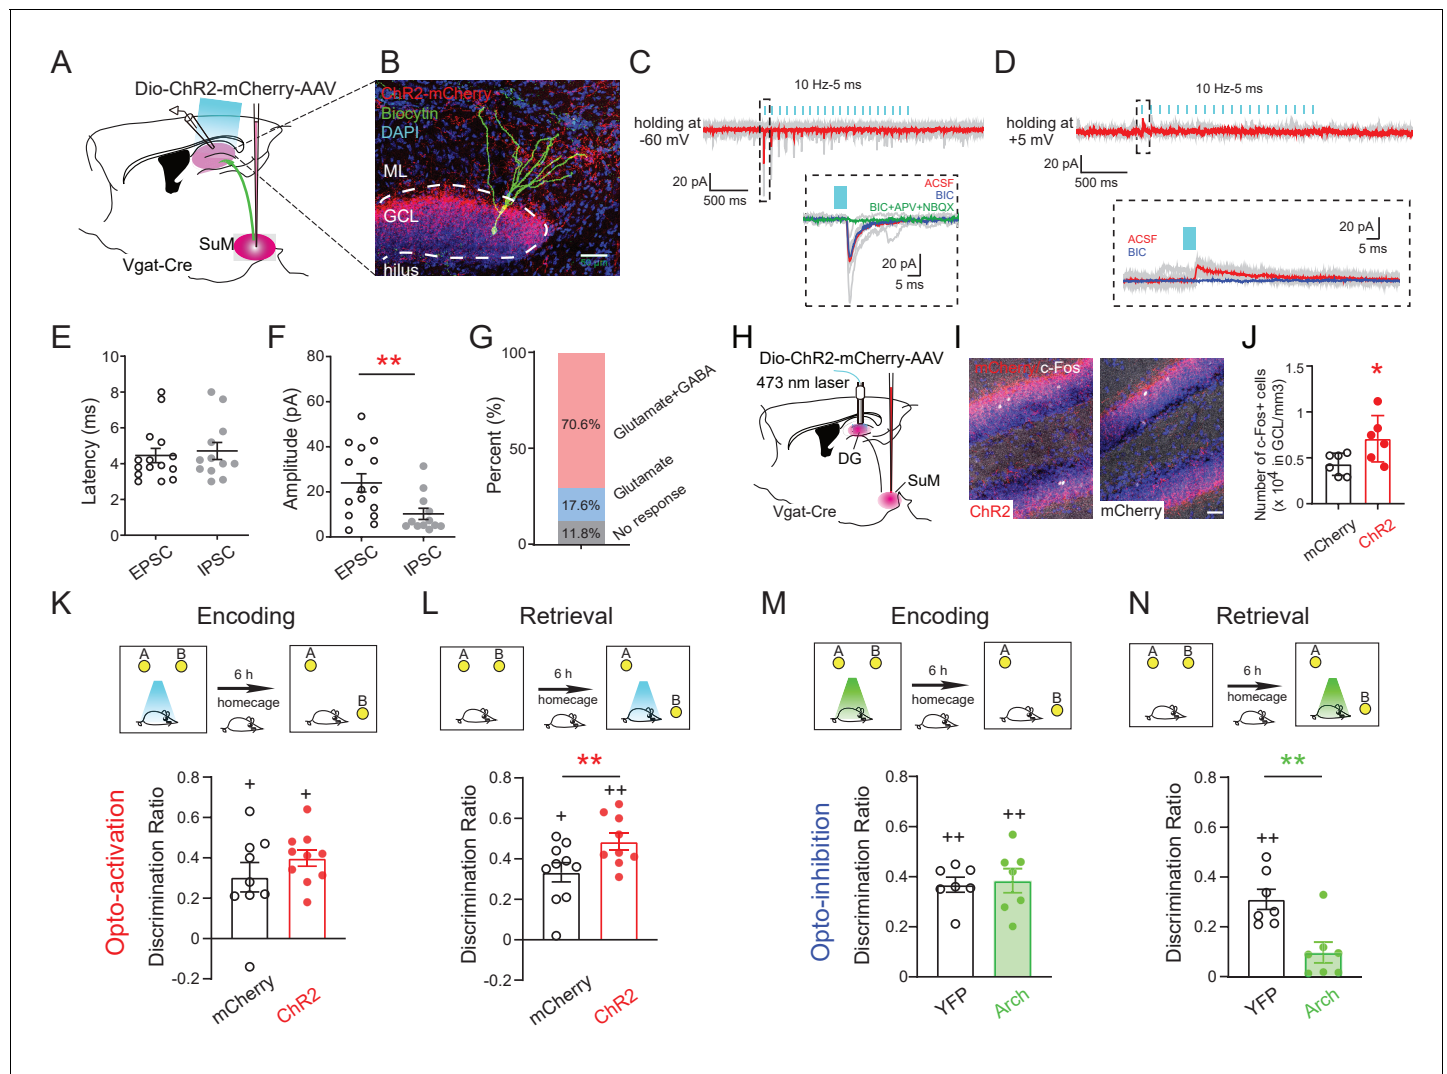 A
Dio-ChR2-mCherry-AAV
SuM
Vgat-Cre
B
ChR2-mCherry
Biocytin
DAPI
ML
GCL
hilus
50 μm
C
10 Hz-5 ms
holding at
-60 mV
20 pA
500 ms
ACSF
BIC
BIC+APV+NBQX
20 pA
5 ms
D
10 Hz-5 ms
holding at
+5 mV
20 pA
500 ms
20 pA
5 ms
ACSF
BIC
E
Latency (ms)
10
8
6
4
2
0
EPSC
IPSC
F
Amplitude (pA)
80
60
40
20
0
**
EPSC
IPSC
G
Percent (%)
100
50
0
70.6%
17.6%
11.8%
Glutamate+GABA
Glutamate
No response
H
Dio-ChR2-mCherry-AAV
473 nm laser
DG
SuM
Vgat-Cre
I
mCherry c-Fos
ChR2
mCherry
J
Number of c-Fos+ cells
(x 10⁴ in GCL/mm3)
1.5
1
0.5
0
*
mCherry
ChR2
K
Encoding
A B
6 h
homecage
A
B
Opto-activation
Discrimination Ratio
0.8
0.6
0.4
0.2
0
-0.2
+
+
mCherry
ChR2
L
Retrieval
A B
6 h
homecage
A
B
Discrimination Ratio
0.8
0.6
0.4
0.2
0
-0.2
**
+
++
mCherry
ChR2
M
Encoding
A B
6 h
homecage
A
B
Opto-inhibition
Discrimination Ratio
0.8
0.6
0.4
0.2
0
++
++
YFP
Arch
N
Retrieval
A B
6 h
homecage
A
B
Discrimination Ratio
0.8
0.6
0.4
0.2
0
**
++
YFP
Arch